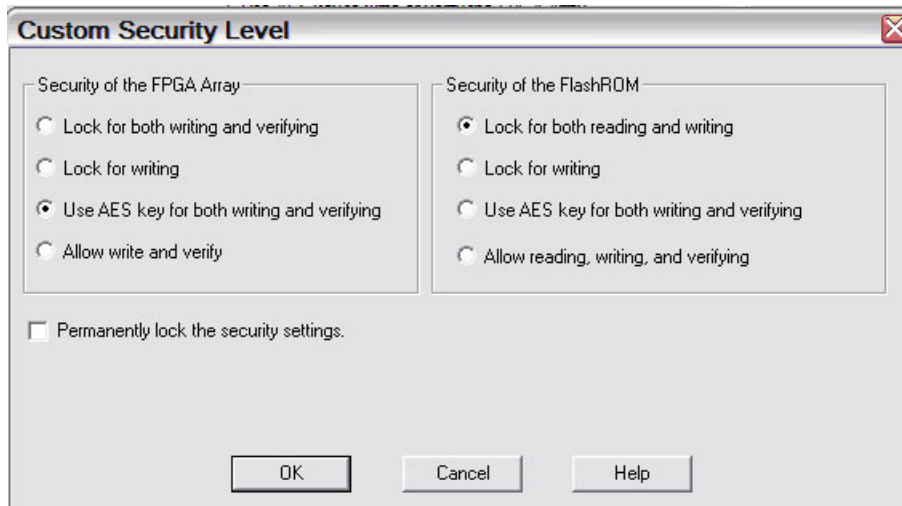 Custom Security Level
Security of the FPGA Array
Lock for both writing and verifying
Lock for writing
Use AES key for both writing and verifying
Allow write and verify
Security of the FlashROM
Lock for both reading and writing
Lock for writing
Use AES key for both writing and verifying
Allow reading, writing, and verifying
Permanently lock the security settings.
OK
Cancel
Help